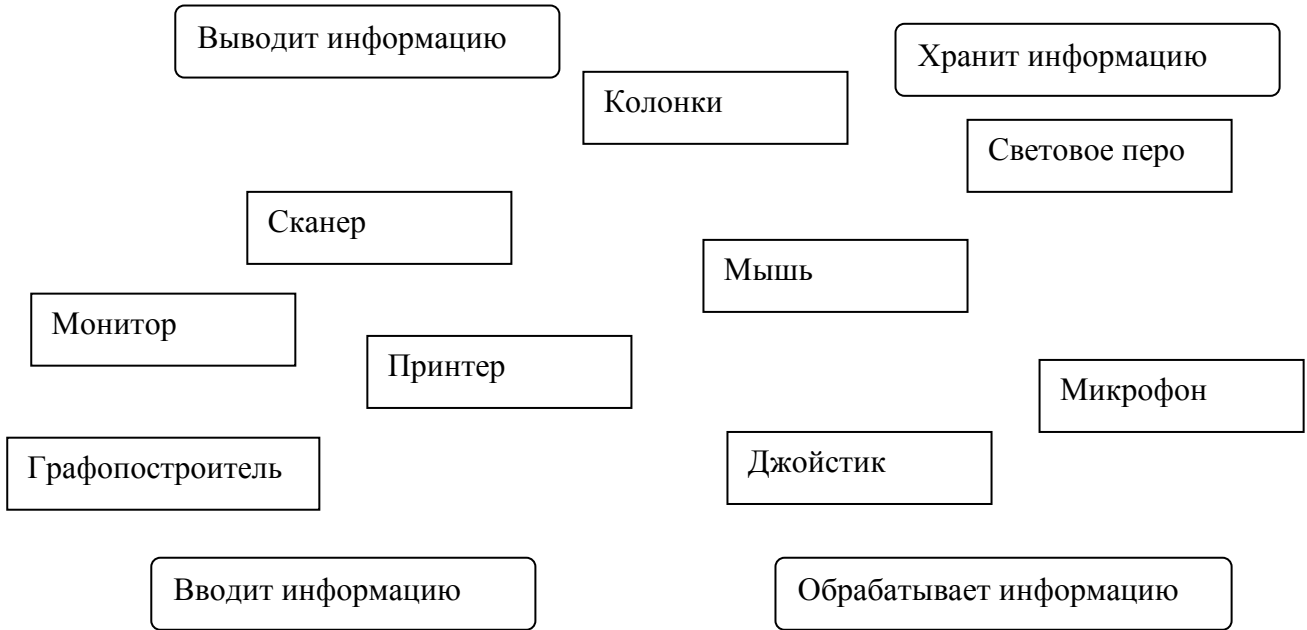 Выводит информацию
Хранит информацию
Колонки
Световое перо
Сканер
Мышь
Монитор
Принтер
Микрофон
Графопостроитель
Джойстик
Вводит информацию
Обрабатывает информацию